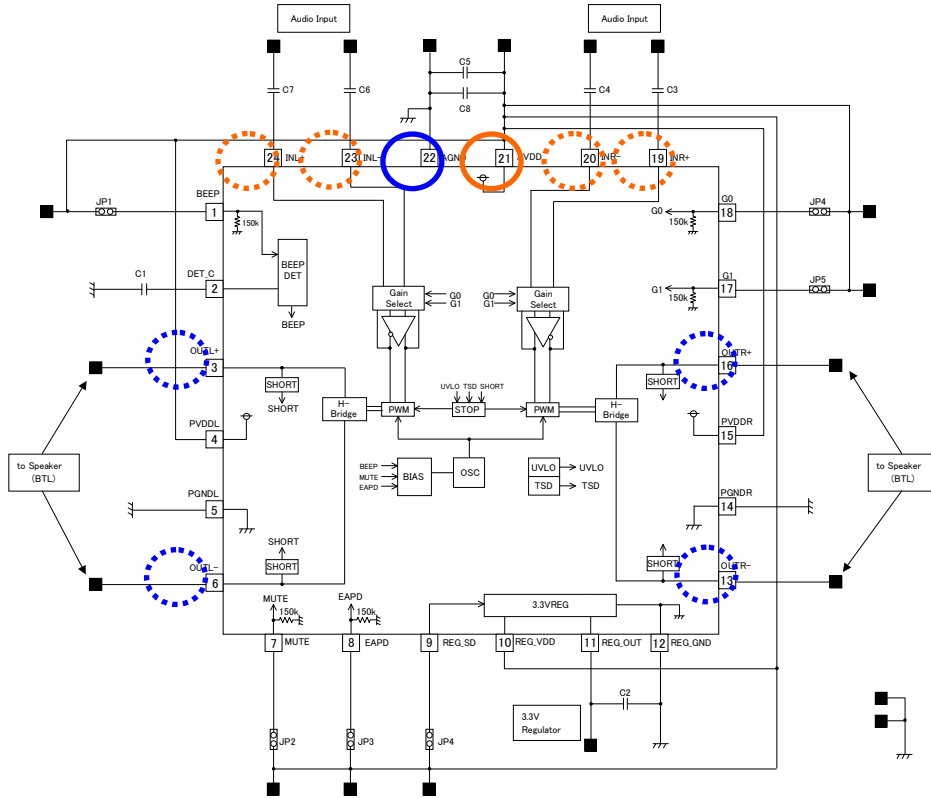 Audio Input
Audio Input
C5
C7
C6
C8
C4
C3
24 INL+
23 INL-
22 AGND
21 AVDD
20 INR-
19 INR+
JP1
BEEP
1
150k
BEEP
DET
BEEP
G0
G0
18
150k
JP4
C1
DET_C
2
Gain
Select
G0
G1
G0
G1
Gain
Select
G1
G1
17
150k
JP5
OUTL+
3
SHORT
SHORT
H-
Bridge
PWM
UVLO TSD SHORT
STOP
PWM
H-
Bridge
OUTR+
16
SHORT
SHORT
PVDDL
4
PVDDR
15
to Speaker
(BTL)
to Speaker
(BTL)
BEEP
MUTE
EAPD
BIAS
OSC
UVLO
UVLO
TSD
TSD
PGNDL
5
PGNDR
14
SHORT
SHORT
OUTL-
6
SHORT
SHORT
OUTR-
13
MUTE
150k
EAPD
150k
3.3VREG
7 MUTE
8 EAPD
9 REG_SD
10 REG_VDD
11 REG_OUT
12 REG_GND
C2
3.3V
Regulator
JP2
JP3
JP4